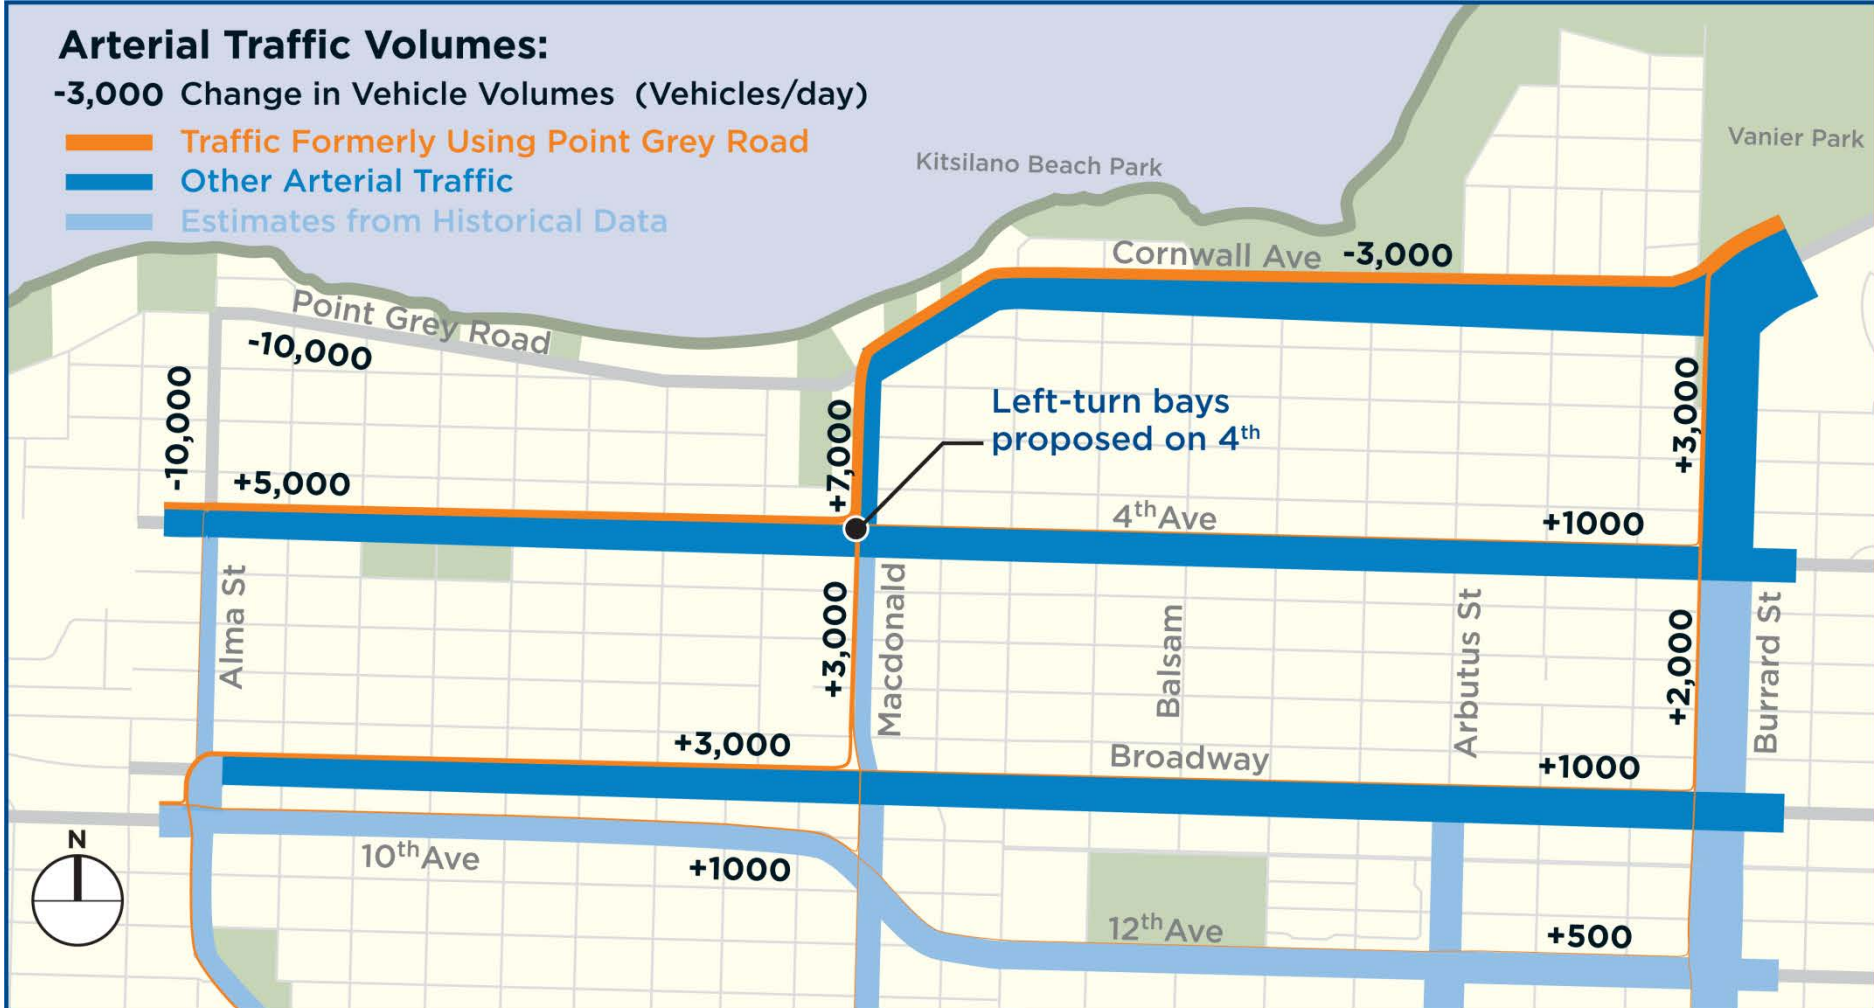 Arterial Traffic Volumes:
-3,000 Change in Vehicle Volumes (Vehicles/day)
Traffic Formerly Using Point Grey Road
Other Arterial Traffic
Estimates from Historical Data
Kitsilano Beach Park
Vanier Park
Cornwall Ave -3,000
Point Grey Road
-10,000
-10,000
+7,000
Left-turn bays
proposed on 4th
+3,000
+5,000
4th Ave
+1000
Alma St
+3,000
Macdonald
Balsam
Arbutus St
+2,000
Burrard St
+3,000
Broadway
+1000
N
10th Ave
+1000
12th Ave
+500